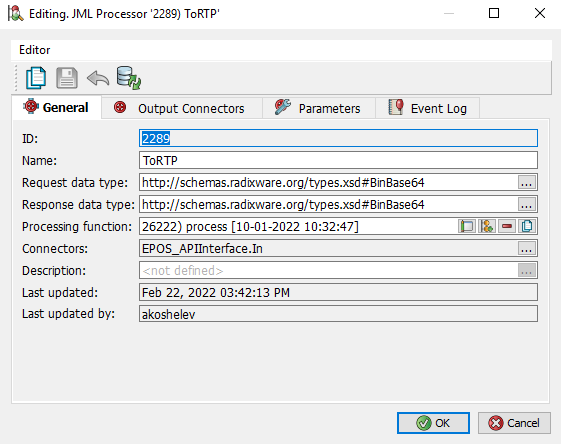 Editing. JML Processor '2289) ToRTP'
Editor
General Output Connectors Parameters Event Log
ID: 2289
Name: ToRTP
Request data type: http://schemas.radixware.org/types.xsd#BinBase64 ...
Response data type: http://schemas.radixware.org/types.xsd#BinBase64 ...
Processing function: 26222) process [10-01-2022 10:32:47]
Connectors: EPOS_APIInterface.In ...
Description: <not defined> ...
Last updated: Feb 22, 2022 03:42:13 PM
Last updated by: akoshelev
OK Cancel